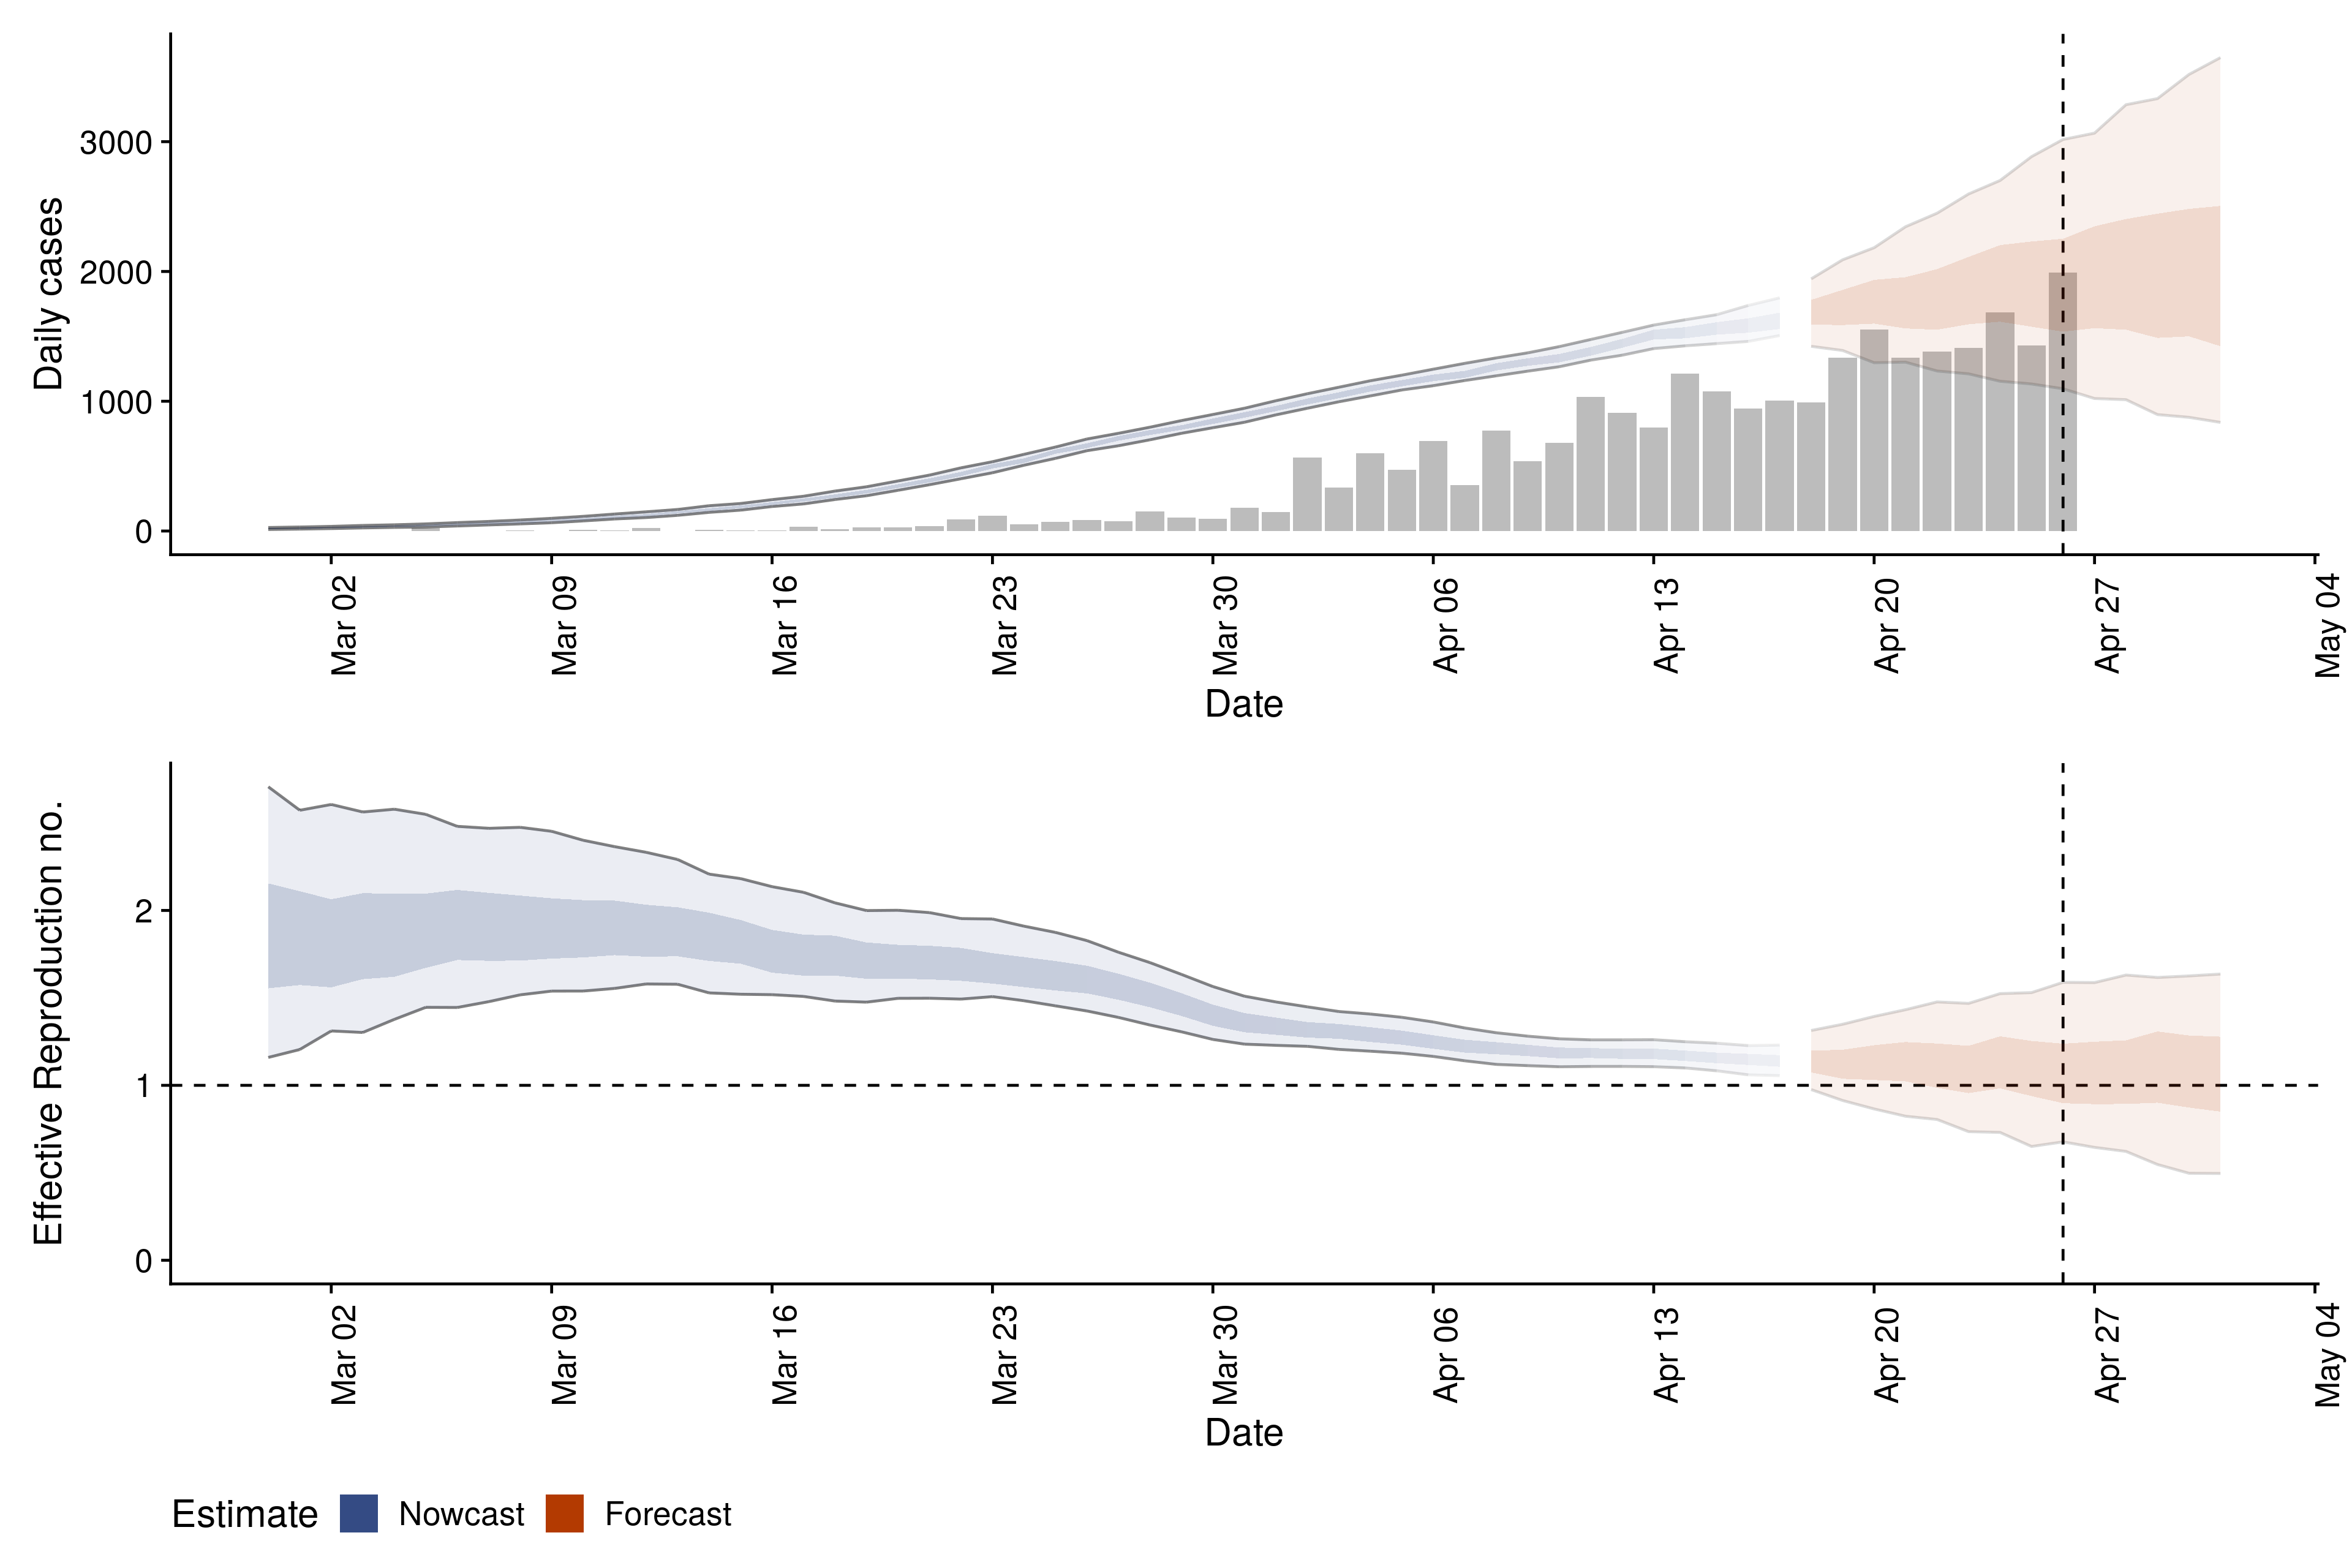 Daily cases
3000
2000
1000
0
Mar 02
Mar 09
Mar 16
Mar 23
Mar 30
Apr 06
Apr 13
Apr 20
Apr 27
May 04
Date
Effective Reproduction no.
2
1
0
Mar 02
Mar 09
Mar 16
Mar 23
Mar 30
Apr 06
Apr 13
Apr 20
Apr 27
May 04
Date
Estimate Nowcast Forecast